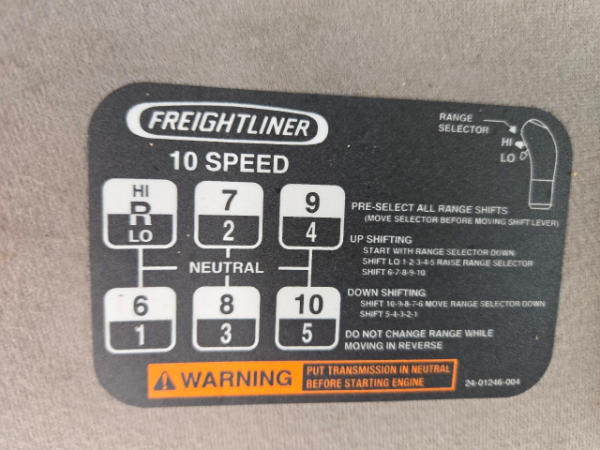 FREIGHTLINER
10 SPEED
RANGE
SELECTOR
HI
LO
HI
R
LO
7
2
9
4
NEUTRAL
6
1
8
3
10
5
PRE-SELECT ALL RANGE SHIFTS
(MOVE SELECTOR BEFORE MOVING SHIFT LEVER)
UP SHIFTING
START WITH RANGE SELECTOR DOWN
SHIFT LO 1-2-3-4-5 RAISE RANGE SELECTOR
SHIFT 6-7-8-9-10
DOWN SHIFTING
SHIFT 10-9-8-7-6 MOVE RANGE SELECTOR DOWN
SHIFT 5-4-3-2-1
DO NOT CHANGE RANGE WHILE
MOVING IN REVERSE
WARNING
PUT TRANSMISSION IN NEUTRAL
BEFORE STARTING ENGINE
24-01246-004